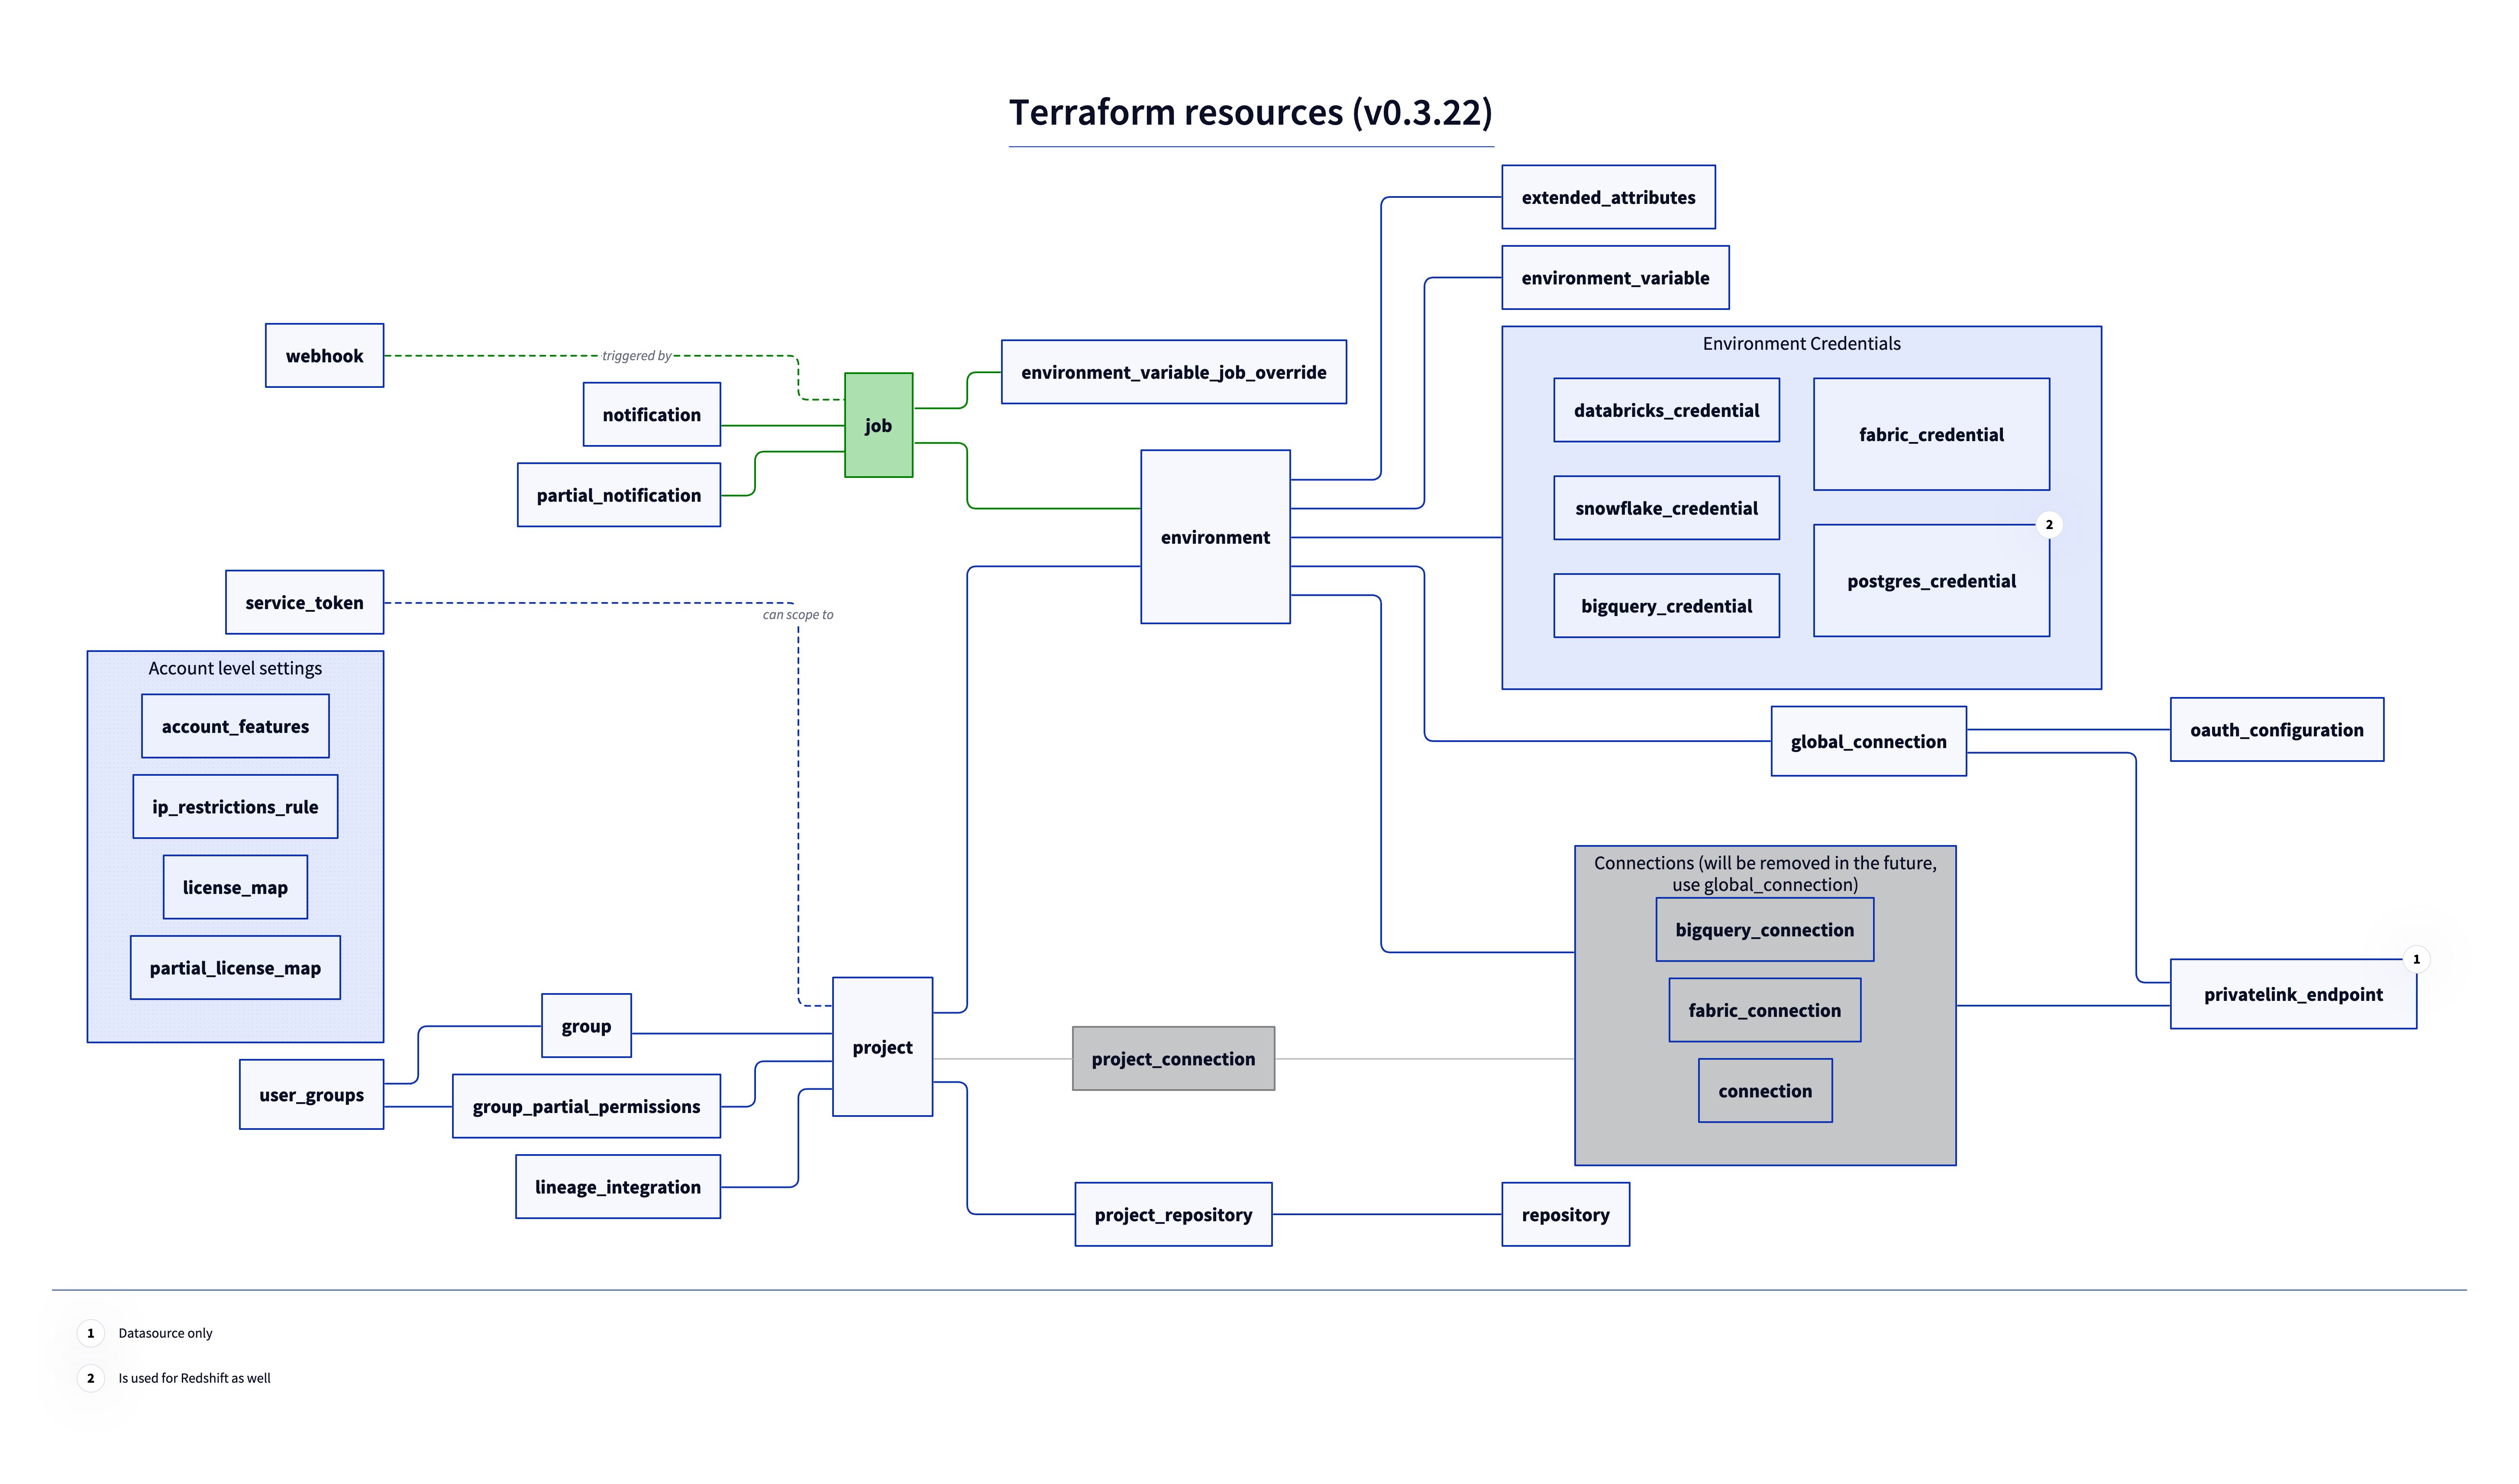 Terraform resources (v0.3.22)
extended_attributes
environment_variable
webhook
triggered by
notification
partial_notification
job
environment_variable_job_override
environment
Environment Credentials
databricks_credential
fabric_credential
snowflake_credential
2
postgres_credential
bigquery_credential
service_token
can scope to
Account level settings
account_features
ip_restrictions_rule
license_map
partial_license_map
global_connection
oauth_configuration
Connections (will be removed in the future,
use global_connection)
bigquery_connection
fabric_connection
connection
1
privatelink_endpoint
group
project
project_connection
user_groups
group_partial_permissions
lineage_integration
project_repository
repository
1 Datasource only
2 Is used for Redshift as well